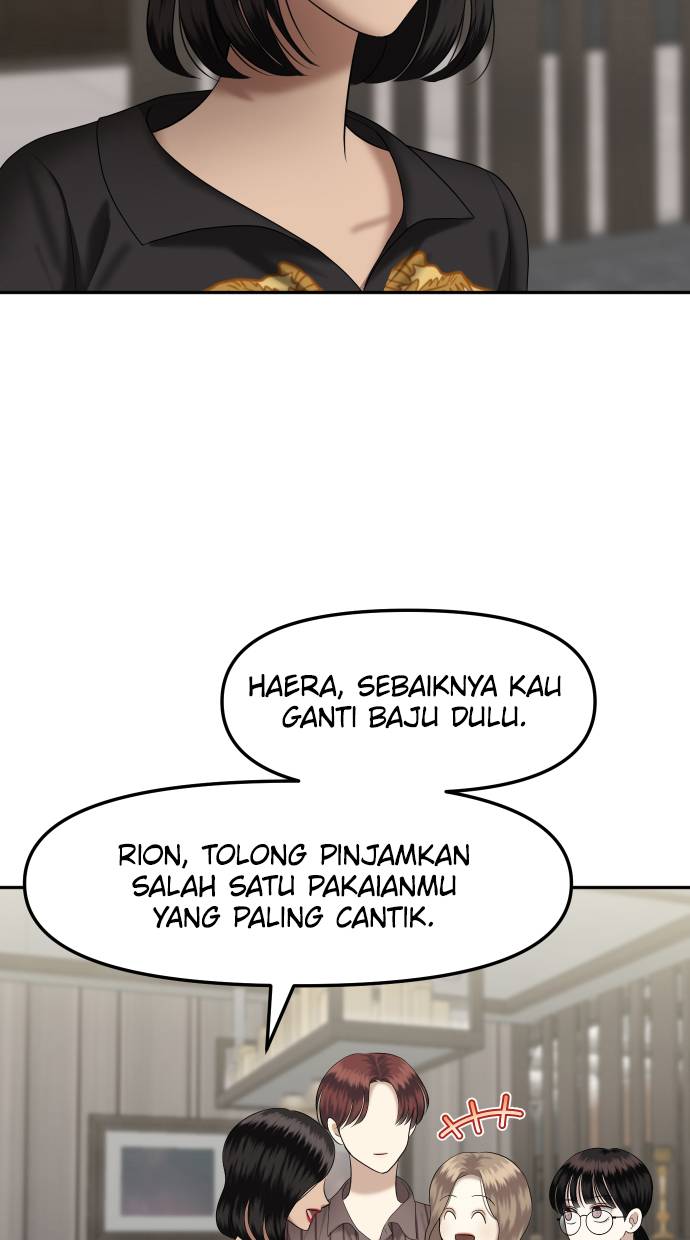 HAERA, SEBAIKNYA KAU
GANTI BAJU DULU.
RION, TOLONG PINJAMKAN
SALAH SATU PAKAIANMU
YANG PALING CANTIK.